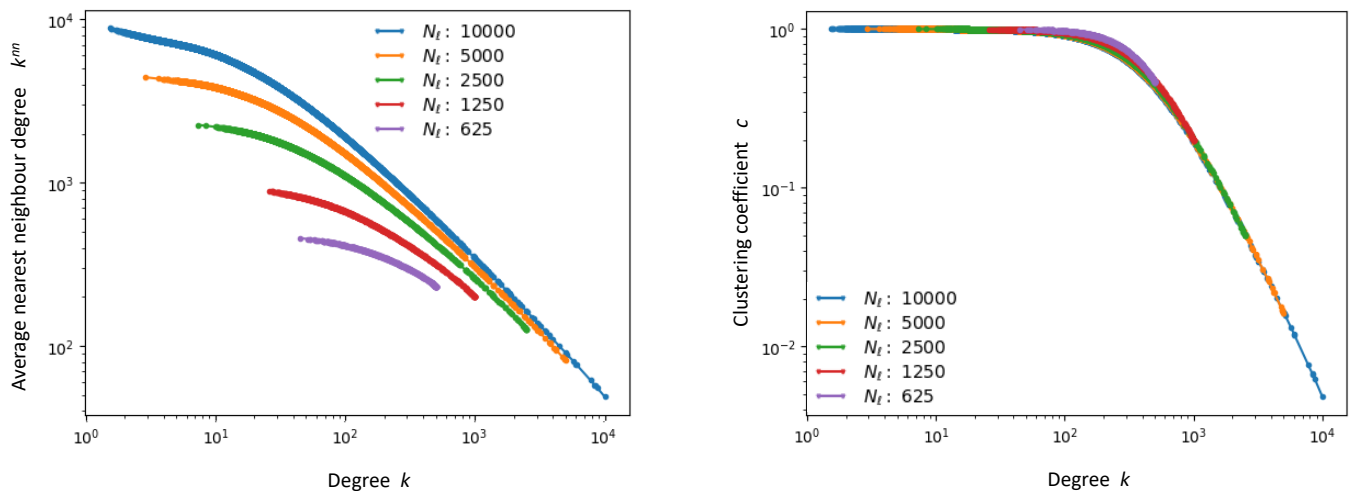 Average nearest neighbour degree k^nn
10^4
10^3
10^2
N_ℓ : 10000
N_ℓ : 5000
N_ℓ : 2500
N_ℓ : 1250
N_ℓ : 625
10^0 10^1 10^2 10^3 10^4
Degree k
Clustering coefficient c
10^0
10^-1
10^-2
N_ℓ : 10000
N_ℓ : 5000
N_ℓ : 2500
N_ℓ : 1250
N_ℓ : 625
10^0 10^1 10^2 10^3 10^4
Degree k